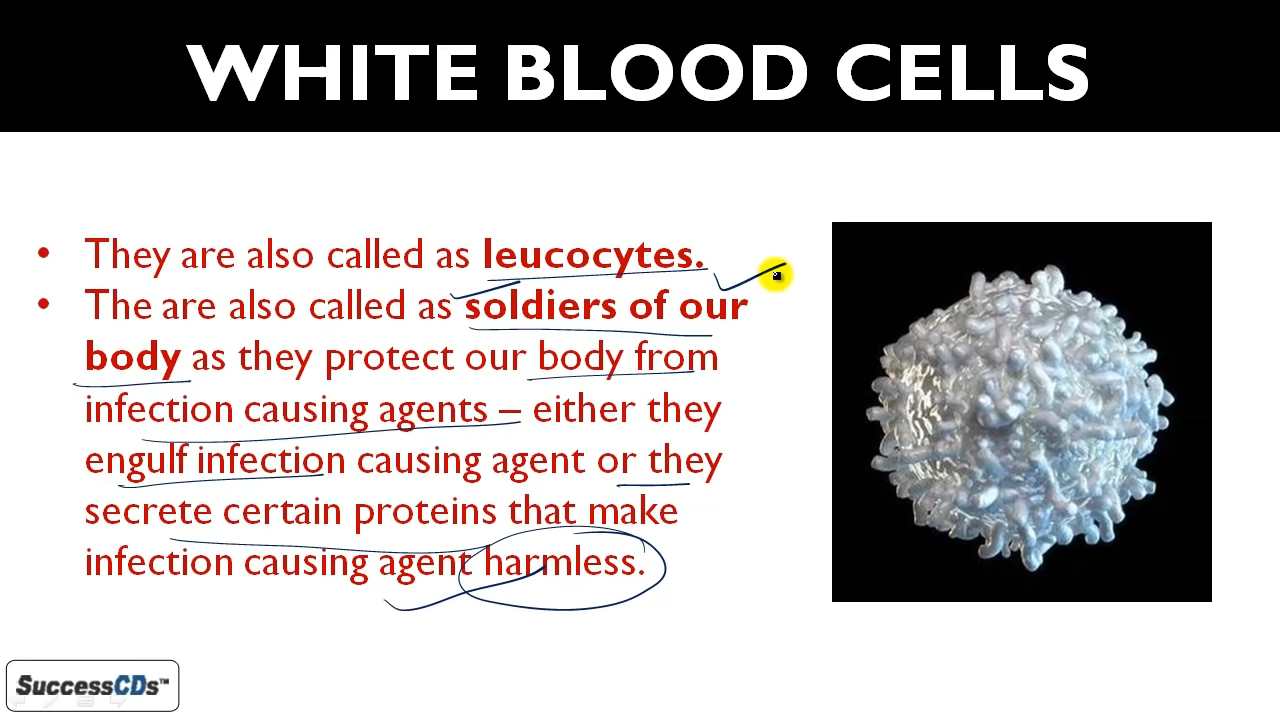 WHITE BLOOD CELLS
• They are also called as leucocytes.
• The are also called as soldiers of our
body as they protect our body from
infection causing agents – either they
engulf infection causing agent or they
secrete certain proteins that make
infection causing agent harmless.
SuccessCDs™